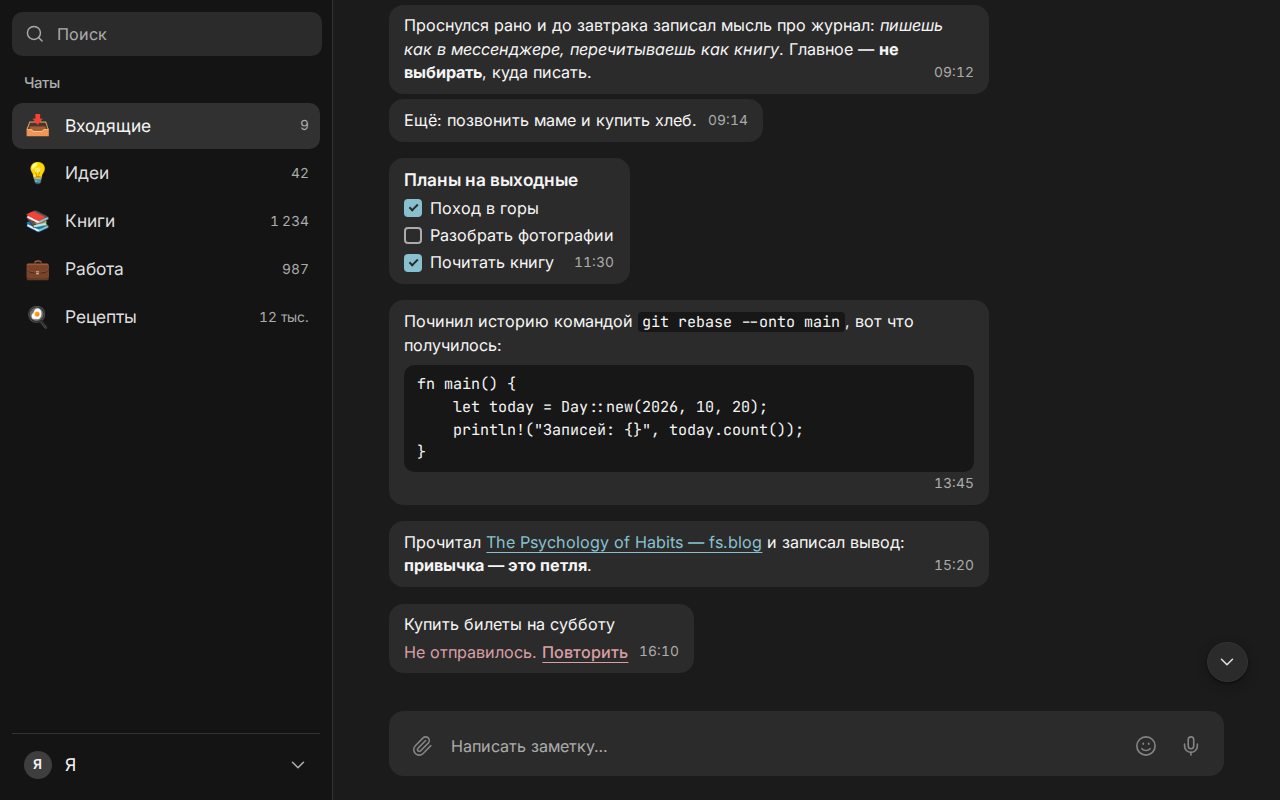 Поиск
Чаты
Входящие 9
Идеи 42
Книги 1 234
Работа 987
Рецепты 12 тыс.
Я Я
Проснулся рано и до завтрака записал мысль про журнал: пишешь
как в мессенджере, перечитываешь как книгу. Главное — не
выбирать, куда писать. 09:12
Ещё: позвонить маме и купить хлеб. 09:14
Планы на выходные
Поход в горы
Разобрать фотографии
Почитать книгу 11:30
Починил историю командой git rebase --onto main, вот что
получилось:
fn main() {
    let today = Day::new(2026, 10, 20);
    println!("Записей: {}", today.count());
}
13:45
Прочитал The Psychology of Habits — fs.blog и записал вывод:
привычка — это петля. 15:20
Купить билеты на субботу
Не отправилось. Повторить 16:10
Написать заметку...